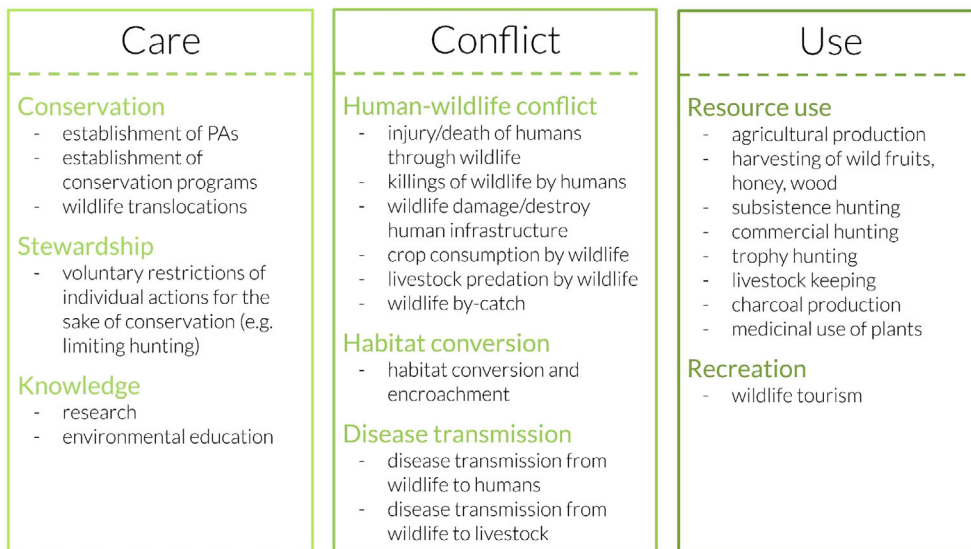 Care
Conservation
- establishment of PAs
- establishment of
conservation programs
- wildlife translocations
Stewardship
- voluntary restrictions of
individual actions for the
sake of conservation (e.g.
limiting hunting)
Knowledge
- research
- environmental education
Conflict
Human-wildlife conflict
- injury/death of humans
through wildlife
- killings of wildlife by humans
- wildlife damage/destroy
human infrastructure
- crop consumption by wildlife
- livestock predation by wildlife
- wildlife by-catch
Habitat conversion
- habitat conversion and
encroachment
Disease transmission
- disease transmission from
wildlife to humans
- disease transmission from
wildlife to livestock
Use
Resource use
- agricultural production
- harvesting of wild fruits,
honey, wood
- subsistence hunting
- commercial hunting
- trophy hunting
- livestock keeping
- charcoal production
- medicinal use of plants
Recreation
- wildlife tourism